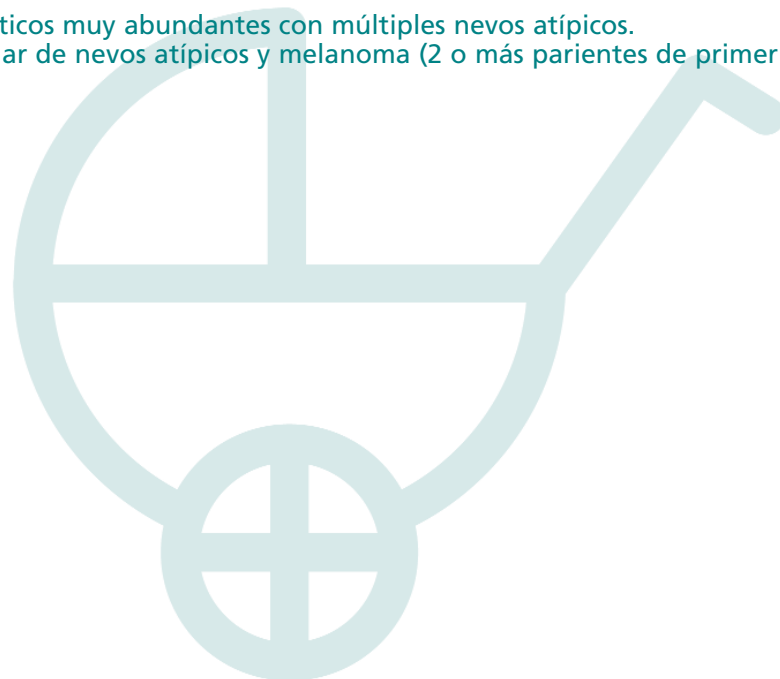 ticos muy abundantes con múltiples nevos atípicos.
ar de nevos atípicos y melanoma (2 o más parientes de primer